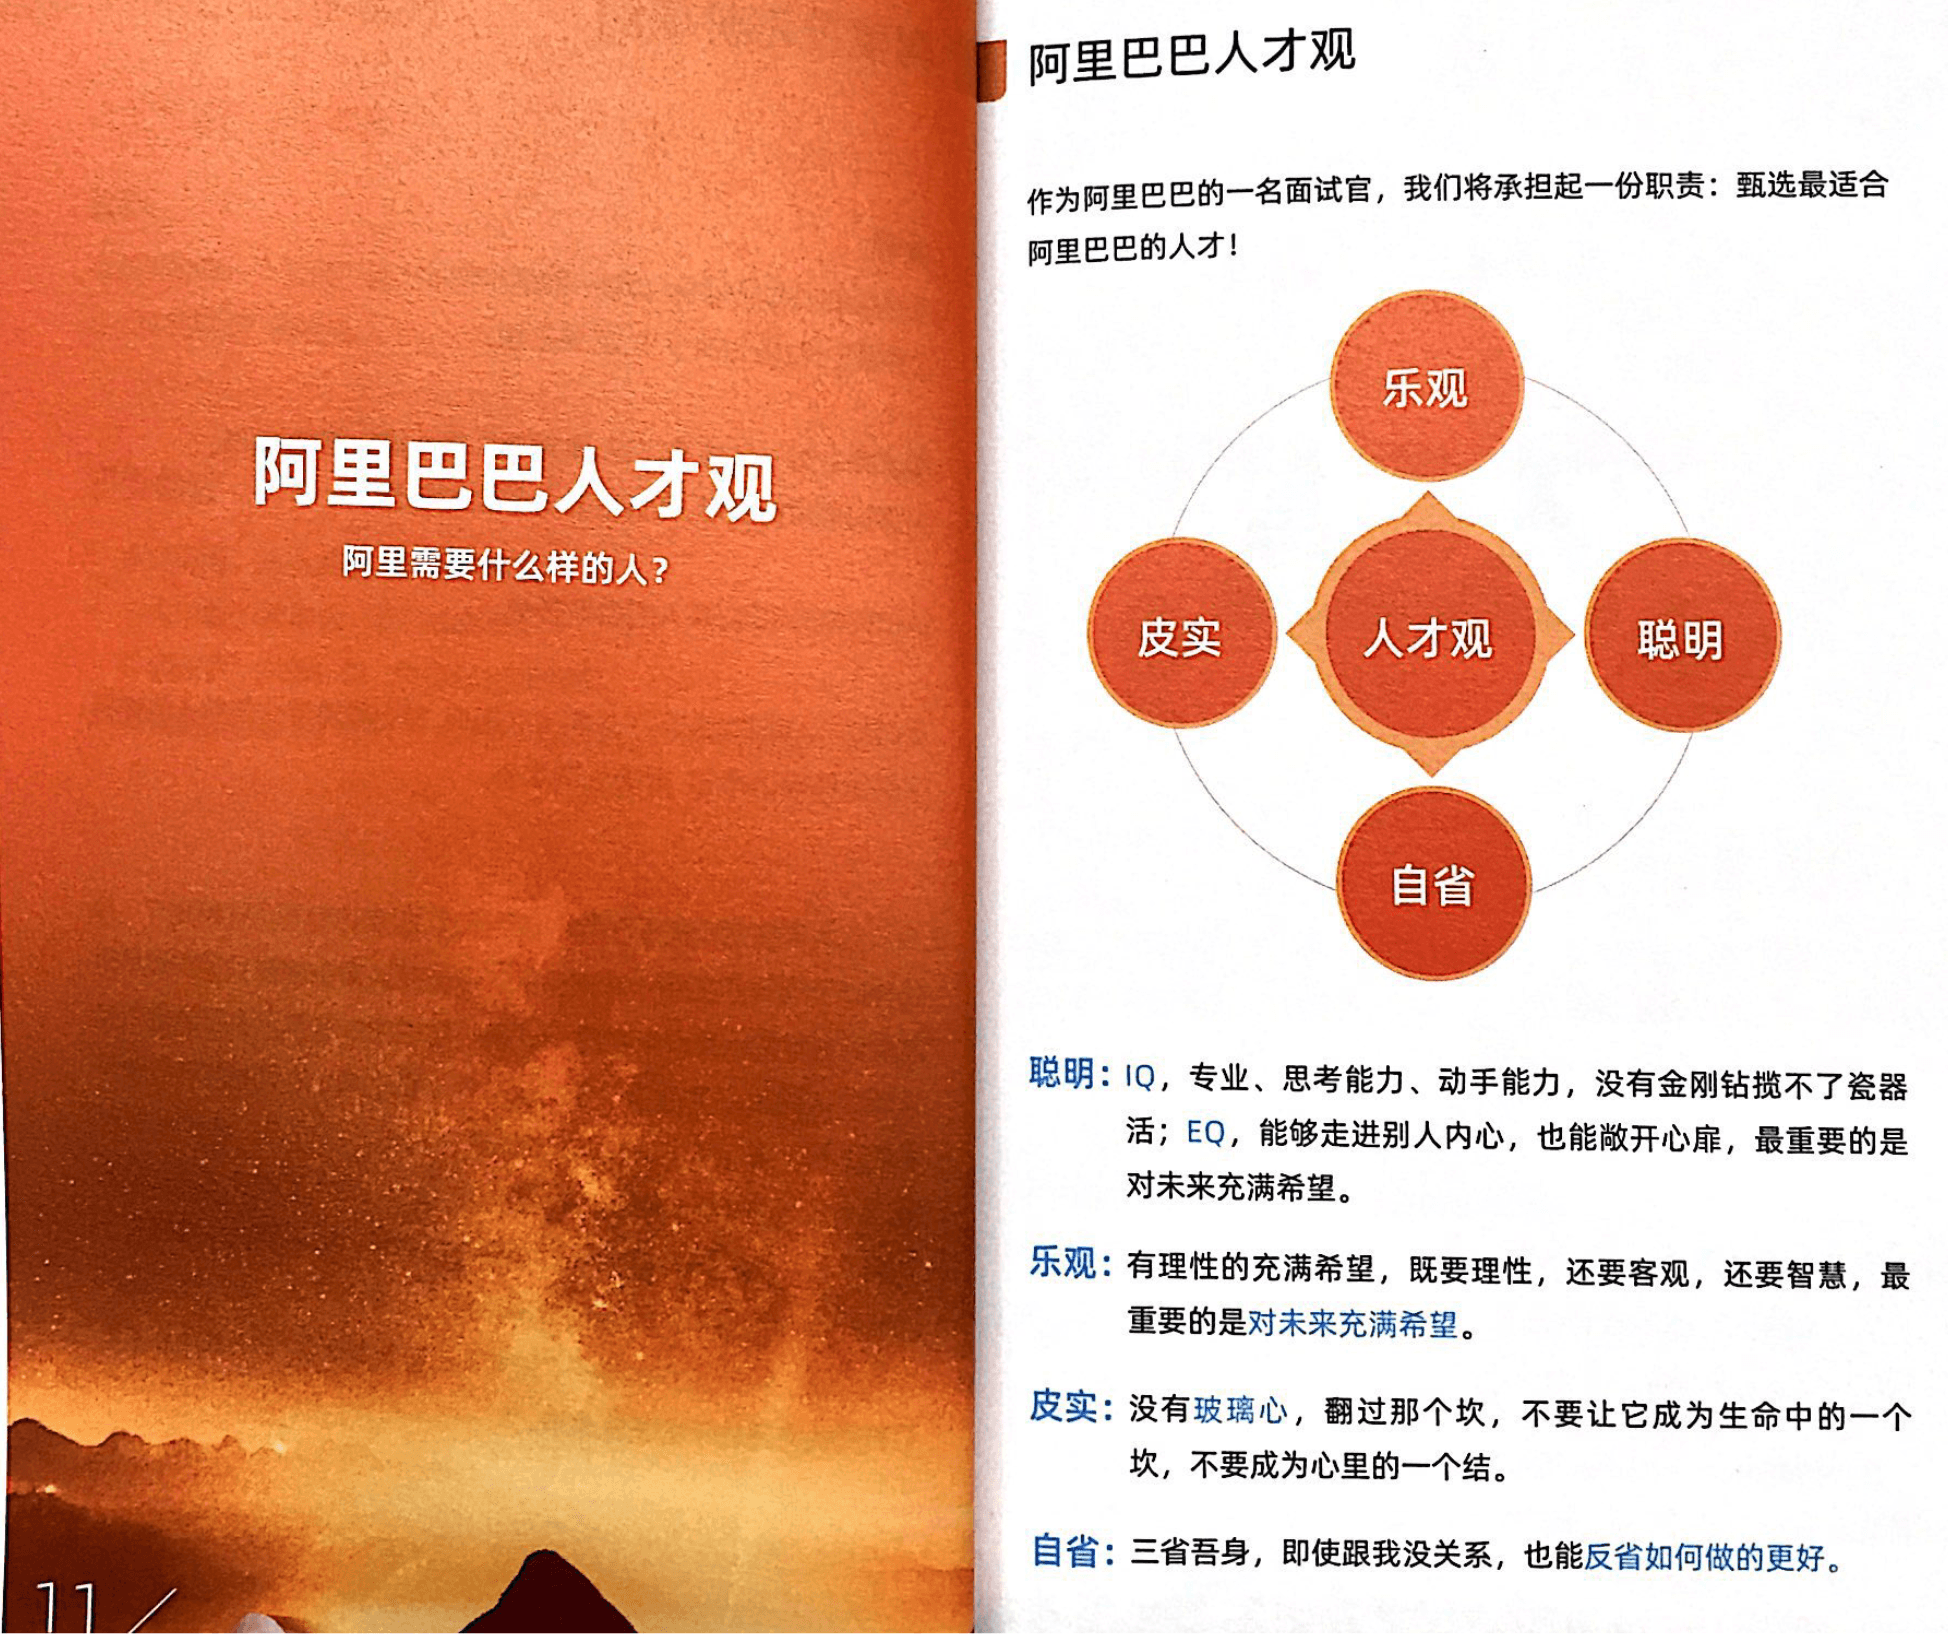 阿里巴巴人才观
阿里需要什么样的人？
11
阿里巴巴人才观
作为阿里巴巴的一名面试官，我们将承担起一份职责：甄选最适合
阿里巴巴的人才！
乐观
皮实
人才观
聪明
自省
聪明：IQ，专业、思考能力、动手能力，没有金刚钻揽不了瓷器
活；EQ，能够走进别人内心，也能敞开心扉，最重要的是
对未来充满希望。
乐观：有理性的充满希望，既要理性，还要客观，还要智慧，最
重要的是对未来充满希望。
皮实：没有玻璃心，翻过那个坎，不要让它成为生命中的一个
坎，不要成为心里的一个结。
自省：三省吾身，即使跟我没关系，也能反省如何做的更好。